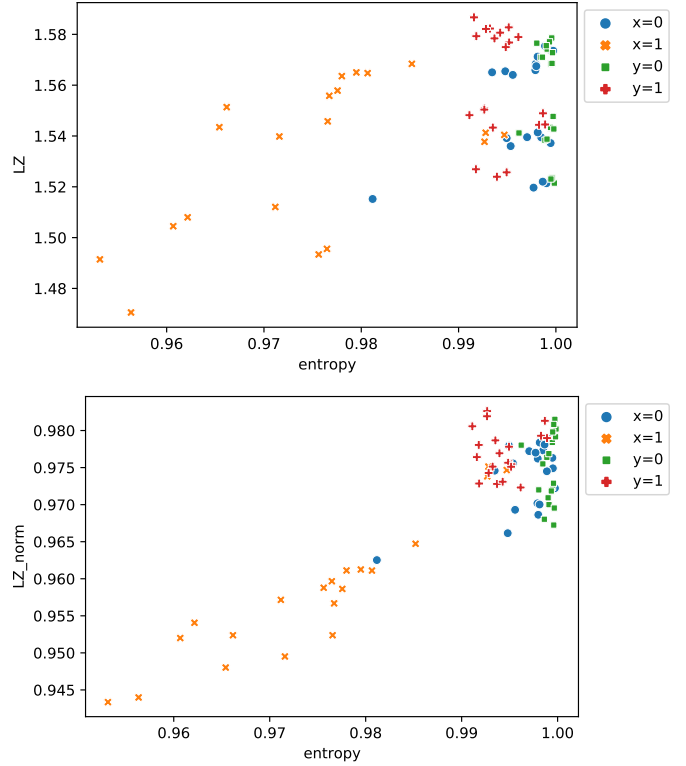 LZ
1.58
1.56
1.54
1.52
1.50
1.48
0.96 0.97 0.98 0.99 1.00
entropy
x=0
x=1
y=0
y=1
LZ_norm
0.980
0.975
0.970
0.965
0.960
0.955
0.950
0.945
0.96 0.97 0.98 0.99 1.00
entropy
x=0
x=1
y=0
y=1